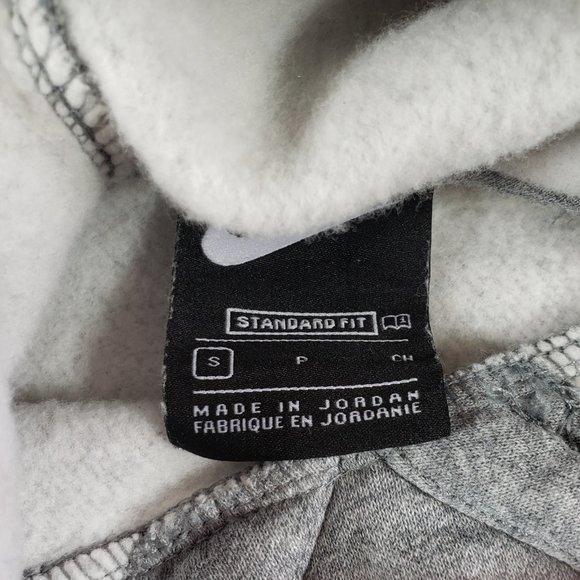 STANDARD FIT
S P CH
MADE IN JORDAN
FABRIQUE EN JORDANIE